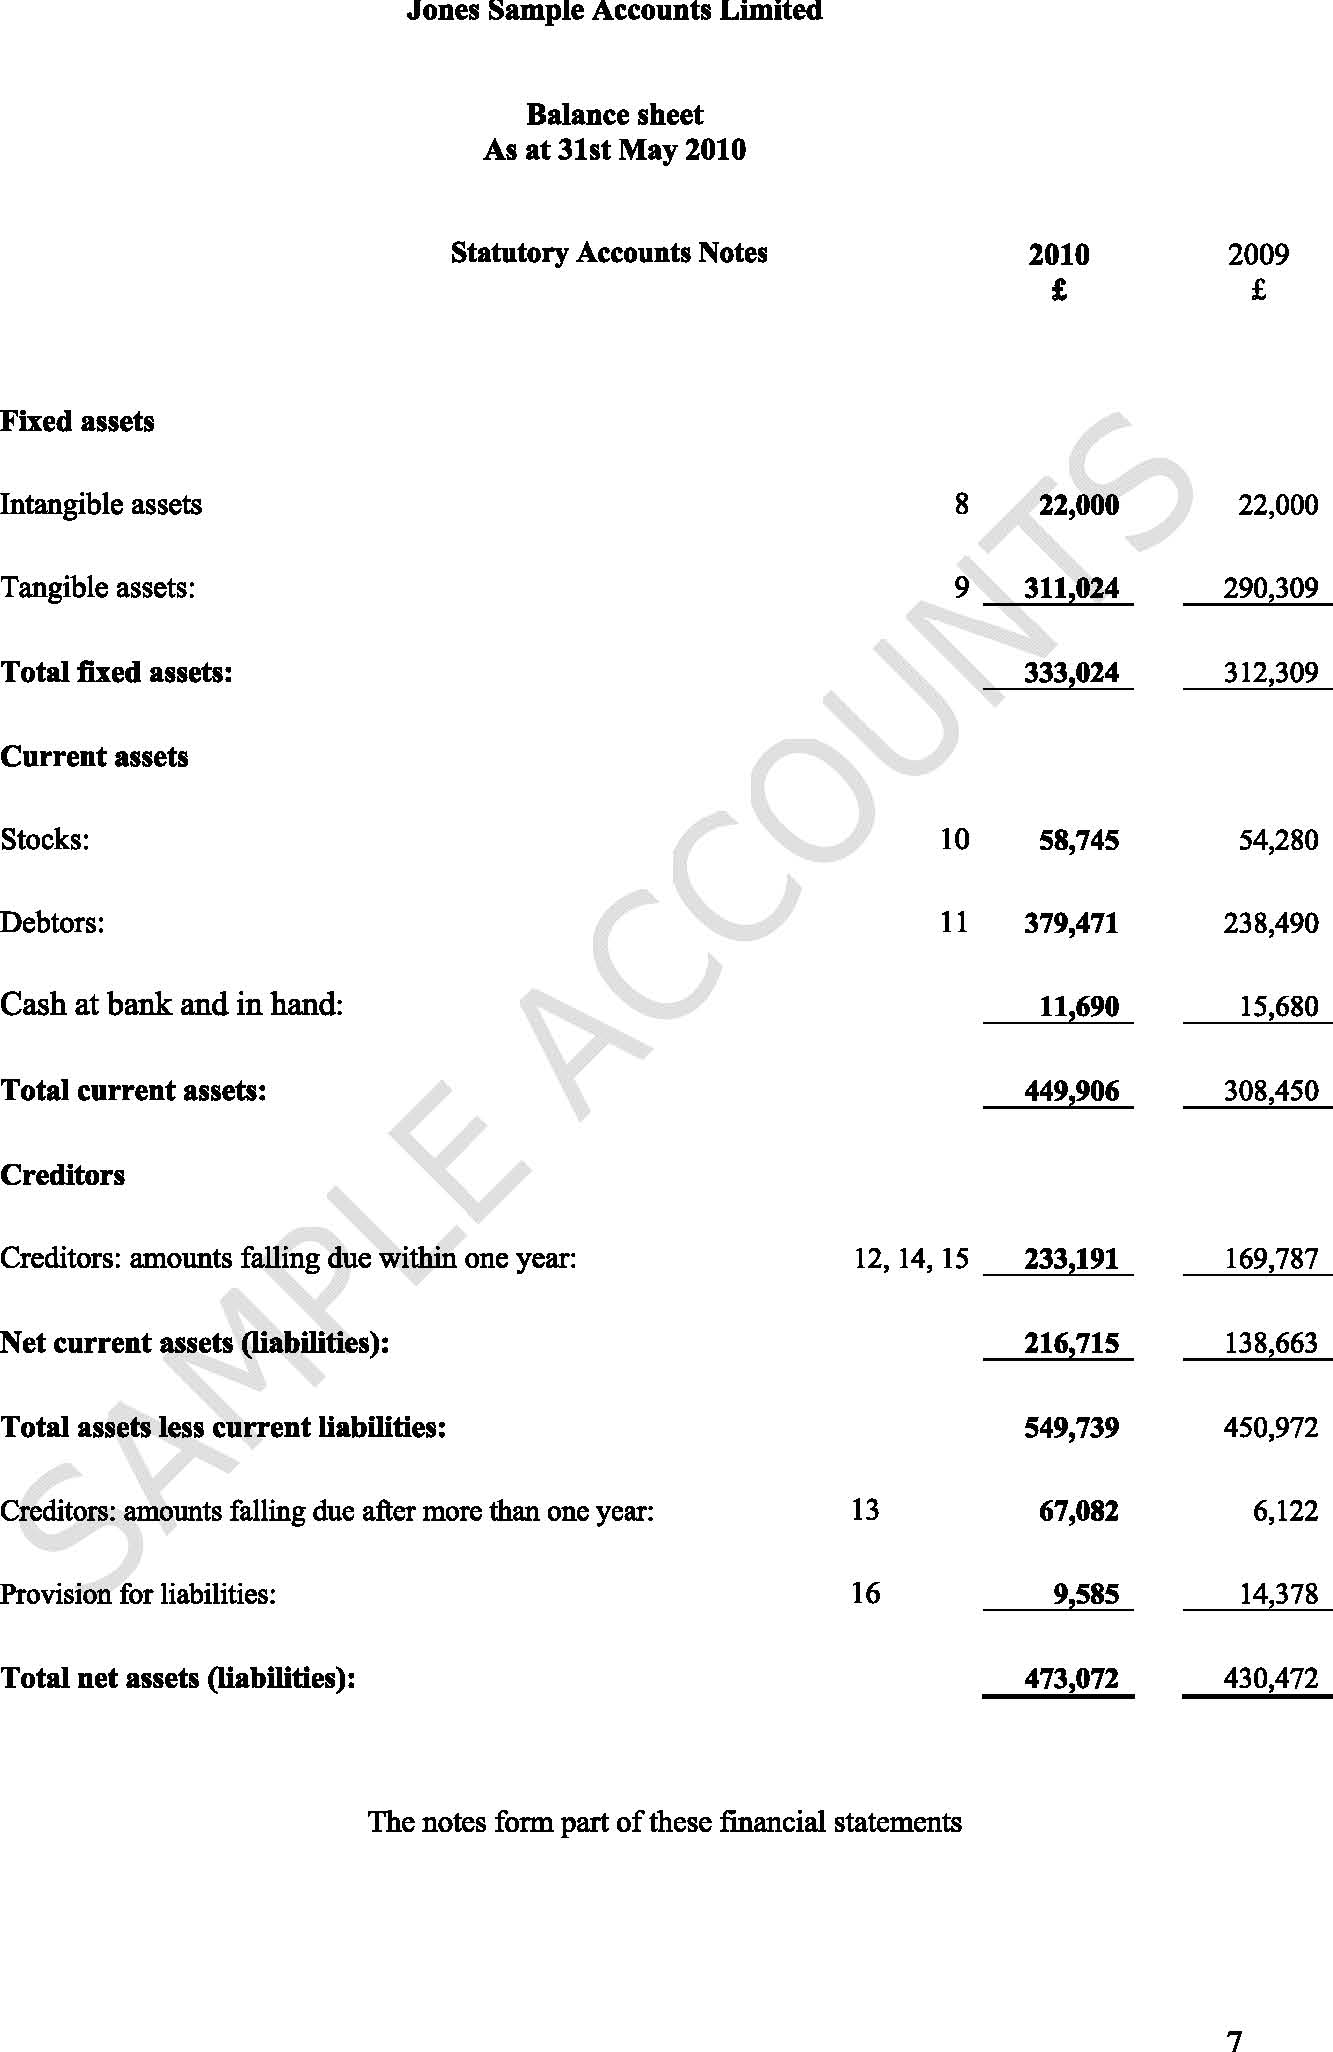 Jones Sample Accounts Limited
Balance sheet
As at 31st May 2010
Statutory Accounts Notes 2010 2009
£ £
Fixed assets
Intangible assets 8 22,000 22,000
Tangible assets: 9 311,024 290,309
Total fixed assets: 333,024 312,309
Current assets
Stocks: 10 58,745 54,280
Debtors: 11 379,471 238,490
Cash at bank and in hand: 11,690 15,680
Total current assets: 449,906 308,450
Creditors
Creditors: amounts falling due within one year: 12, 14, 15 233,191 169,787
Net current assets (liabilities): 216,715 138,663
Total assets less current liabilities: 549,739 450,972
Creditors: amounts falling due after more than one year: 13 67,082 6,122
Provision for liabilities: 16 9,585 14,378
Total net assets (liabilities): 473,072 430,472
The notes form part of these financial statements
7
SAMPLE ACCOUNTS